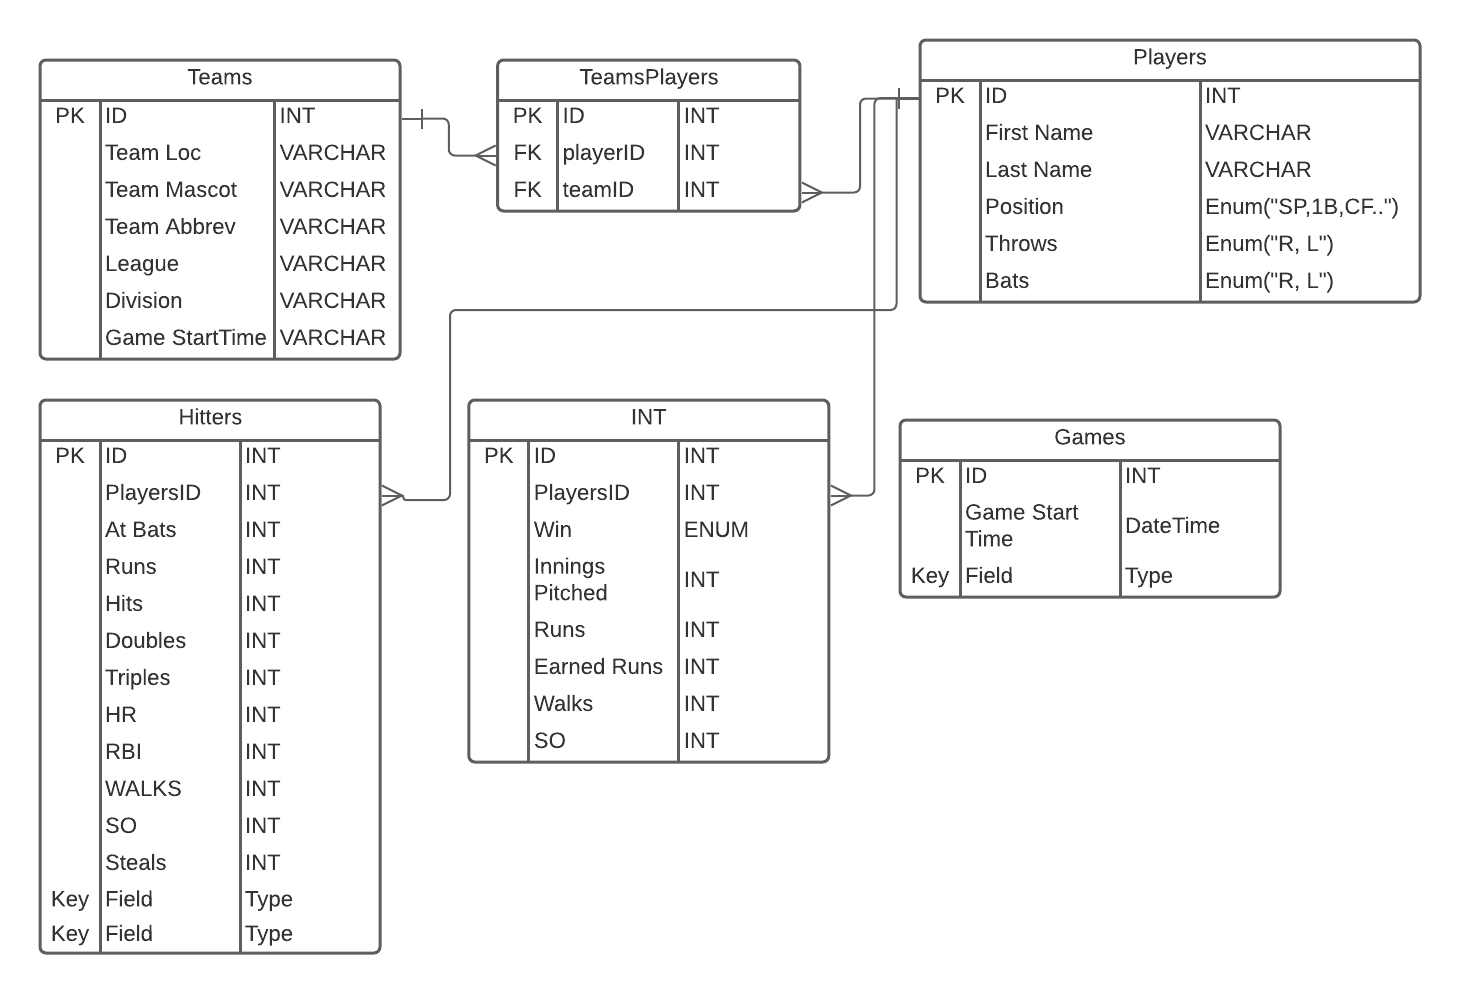 Teams
PK ID INT
Team Loc VARCHAR
Team Mascot VARCHAR
Team Abbrev VARCHAR
League VARCHAR
Division VARCHAR
Game StartTime VARCHAR
TeamsPlayers
PK ID INT
FK playerID INT
FK teamID INT
Players
PK ID INT
First Name VARCHAR
Last Name VARCHAR
Position Enum("SP,1B,CF..")
Throws Enum("R, L")
Bats Enum("R, L")
Hitters
PK ID INT
PlayersID INT
At Bats INT
Runs INT
Hits INT
Doubles INT
Triples INT
HR INT
RBI INT
WALKS INT
SO INT
Steals INT
Key Field Type
Key Field Type
INT
PK ID INT
PlayersID INT
Win ENUM
Innings
Pitched INT
Runs INT
Earned Runs INT
Walks INT
SO INT
Games
PK ID INT
Game Start
Time DateTime
Key Field Type